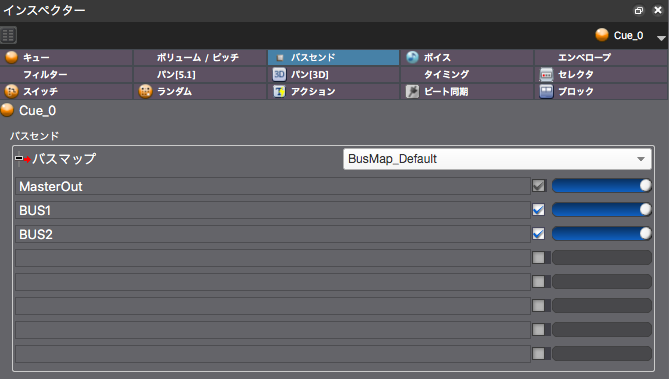 インスペクター
Cue_0
キュー ボリューム / ピッチ バスセンド ボイス エンベロープ
フィルター パン[5.1] パン[3D] タイミング セレクタ
スイッチ ランダム アクション ビート同期 ブロック
Cue_0
バスセンド
バスマップ BusMap_Default
MasterOut
BUS1
BUS2